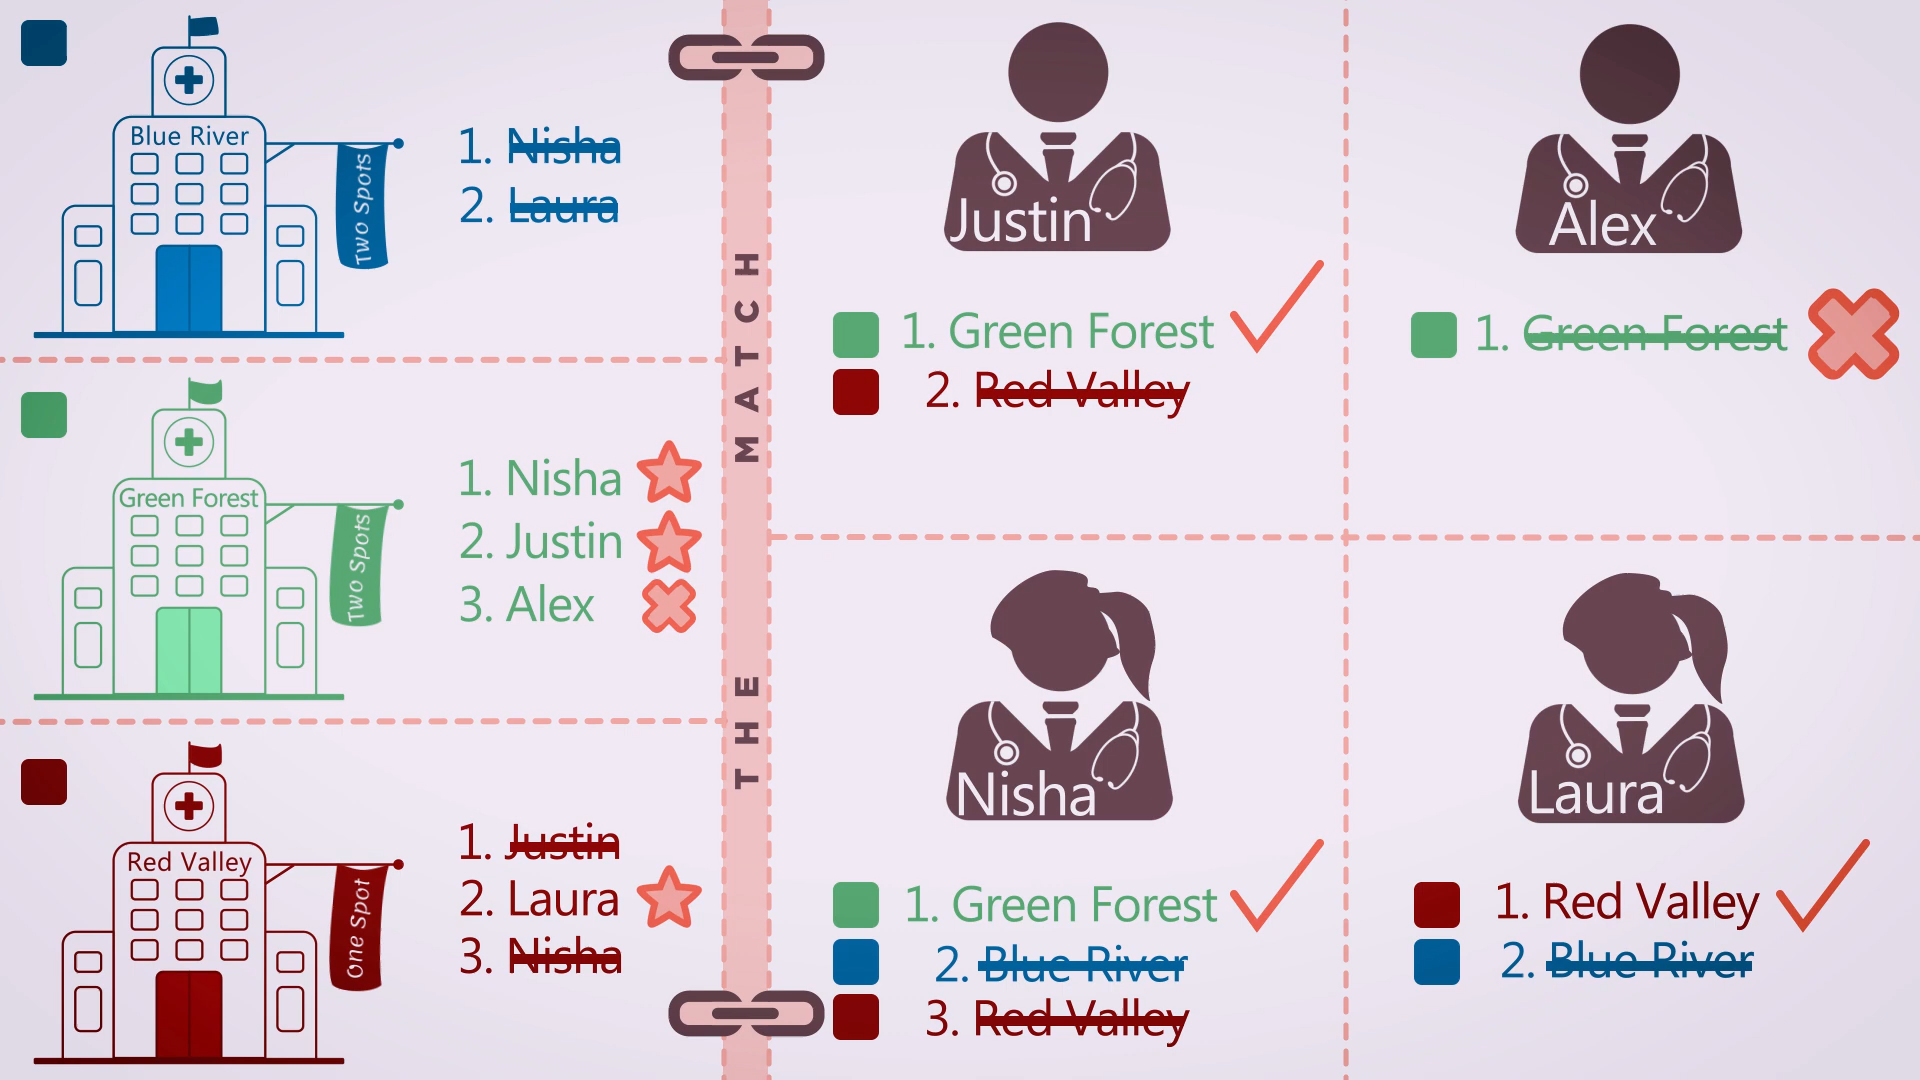 Blue River
Two Spots
1. Nisha
2. Laura
Green Forest
Two Spots
1. Nisha
2. Justin
3. Alex
Red Valley
One Spot
1. Justin
2. Laura
3. Nisha
THE MATCH
Justin
1. Green Forest
2. Red Valley
Alex
1. Green Forest
Nisha
1. Green Forest
2. Blue River
3. Red Valley
Laura
1. Red Valley
2. Blue River